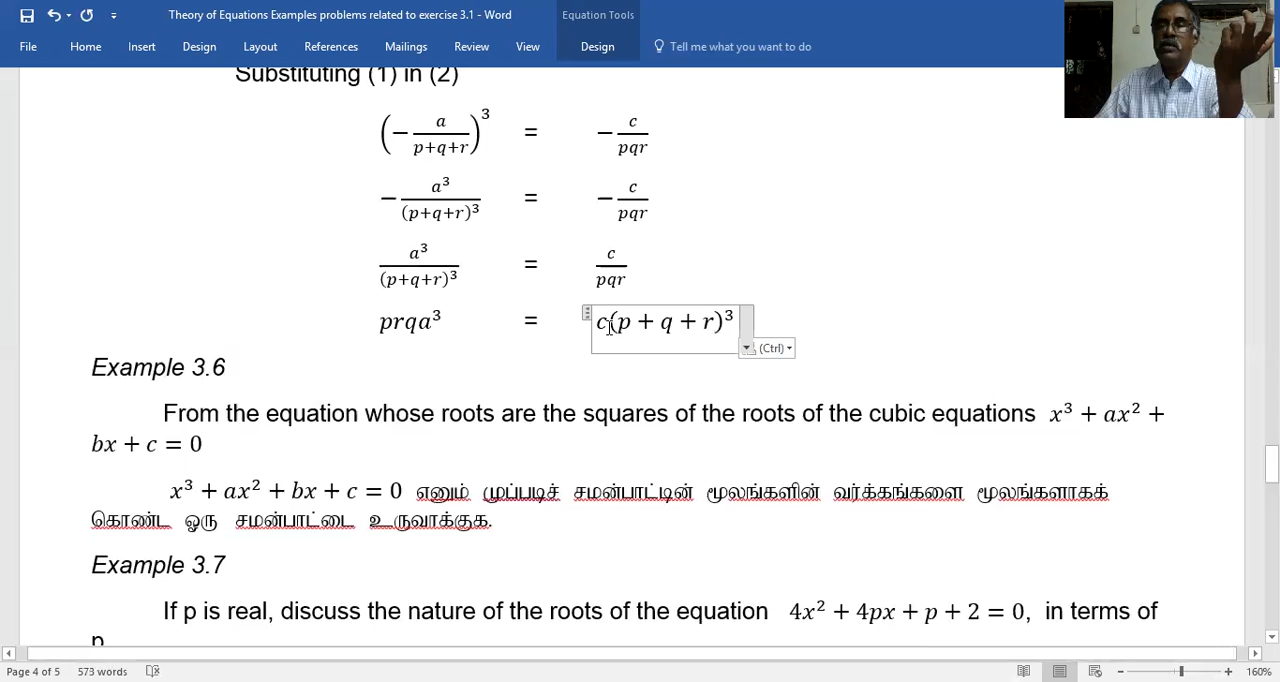 Theory of Equations Examples problems related to exercise 3.1 - Word
Equation Tools
File Home Insert Design Layout References Mailings Review View Design Tell me what you want to do
Substituting (1) in (2)
(−a/(p+q+r))³ = −c/pqr
−a³/(p+q+r)³ = −c/pqr
a³/(p+q+r)³ = c/pqr
prqa³ = c(p + q + r)³
(Ctrl)
Example 3.6
From the equation whose roots are the squares of the roots of the cubic equations x³ + ax² +
bx + c = 0
x³ + ax² + bx + c = 0 எனும் முப்படிச் சமன்பாட்டின் மூலங்களின் வர்க்கங்களை மூலங்களாகக்
கொண்ட ஓரு சமன்பாட்டை உருவாக்குக.
Example 3.7
If p is real, discuss the nature of the roots of the equation 4x² + 4px + p + 2 = 0, in terms of
p
Page 4 of 5 573 words 160%